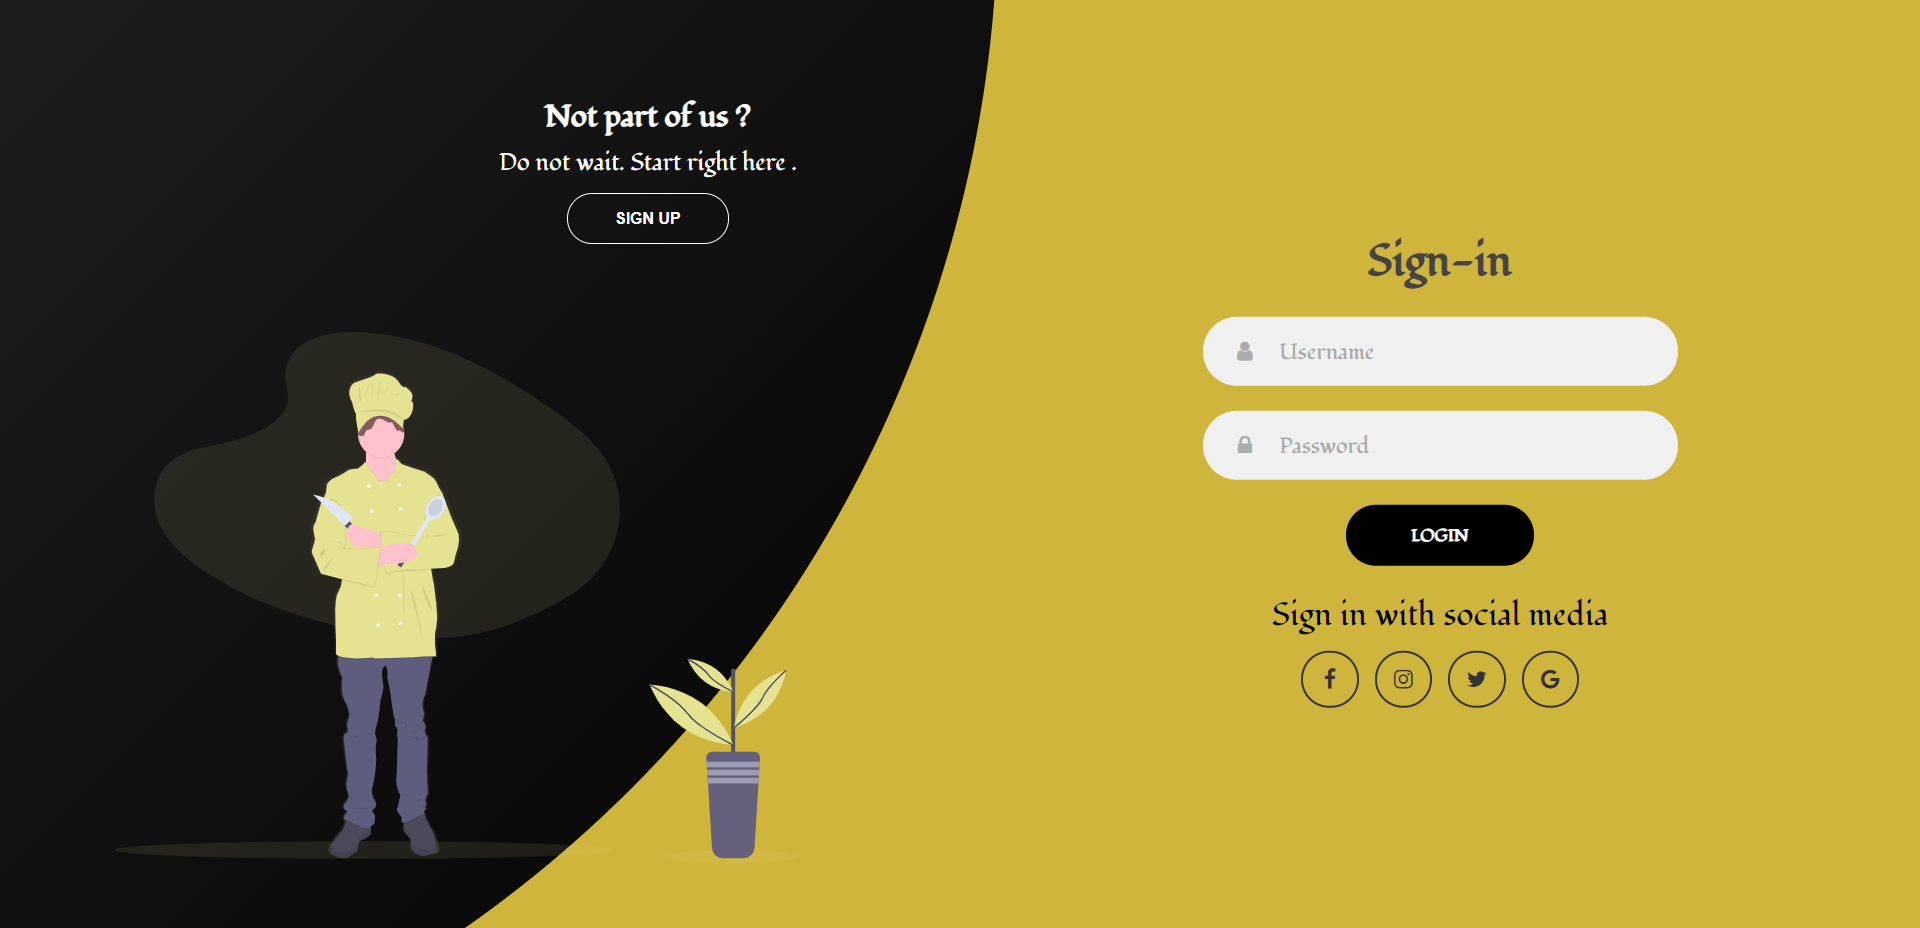 Not part of us ?
Do not wait. Start right here .
SIGN UP
Sign-in
Username
Password
LOGIN
Sign in with social media